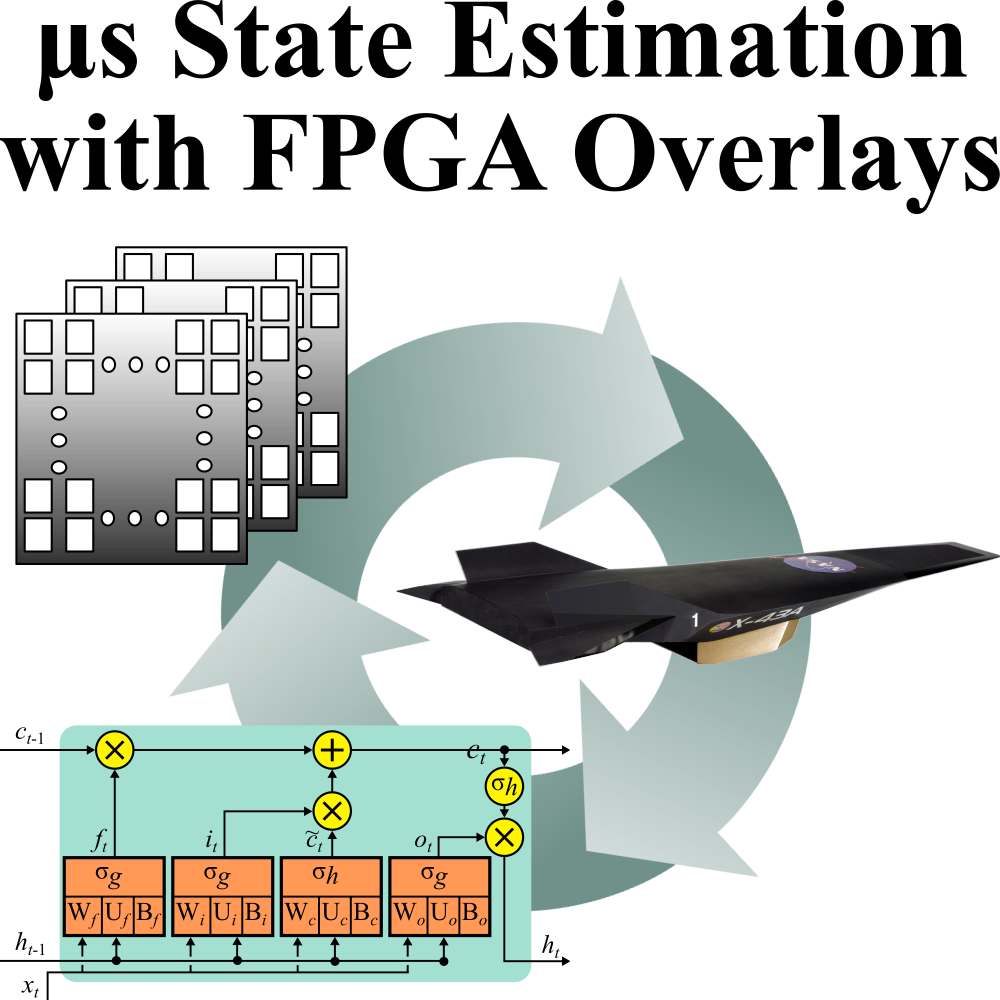 μs State Estimation
with FPGA Overlays
1 X-43A
c_t-1
× +
c_t
σh
×
×
f_t i_t c̃_t o_t
σg σg σh σg
W_f U_f B_f W_i U_i B_i W_c U_c B_c W_o U_o B_o
h_t-1 h_t
x_t